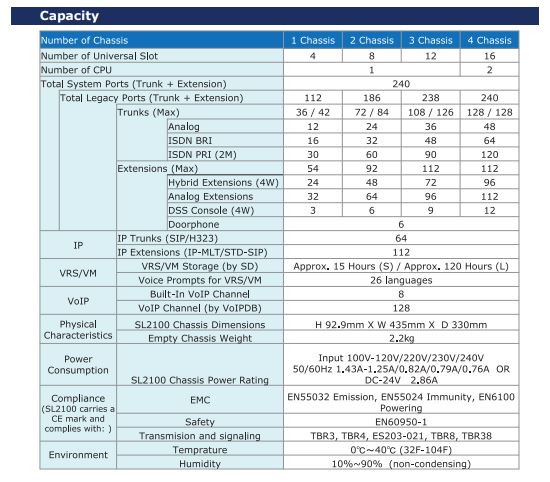 Capacity
Number of Chassis 1 Chassis 2 Chassis 3 Chassis 4 Chassis
Number of Universal Slot 4 8 12 16
Number of CPU 1 2
Total System Ports (Trunk + Extension) 240
Total Legacy Ports (Trunk + Extension) 112 186 238 240
Trunks (Max) 36 / 42 72 / 84 108 / 126 128 / 128
Analog 12 24 36 48
ISDN BRI 16 32 48 64
ISDN PRI (2M) 30 60 90 120
Extensions (Max) 54 92 112 112
Hybrid Extensions (4W) 24 48 72 96
Analog Extensions 32 64 96 112
DSS Console (4W) 3 6 9 12
Doorphone 6
IP IP Trunks (SIP/H323) 64
IP Extensions (IP-MLT/STD-SIP) 112
VRS/VM VRS/VM Storage (by SD) Approx. 15 Hours (S) / Approx. 120 Hours (L)
Voice Prompts for VRS/VM 26 languages
VoIP Built-In VoIP Channel 8
VoIP Channel (by VoIPDB) 128
Physical Characteristics SL2100 Chassis Dimensions H 92.9mm X W 435mm X D 330mm
Empty Chassis Weight 2.2kg
Power Consumption SL2100 Chassis Power Rating Input 100V-120V/220V/230V/240V
50/60Hz 1.43A-1.25A/0.82A/0.79A/0.76A OR
DC-24V 2.86A
Compliance (SL2100 carries a CE mark and complies with: ) EMC EN55032 Emission, EN55024 Immunity, EN6100
Powering
Safety EN60950-1
Transmision and signaling TBR3, TBR4, ES203-021, TBR8, TBR38
Environment Temprature 0℃~40℃ (32F-104F)
Humidity 10%~90% (non-condensing)